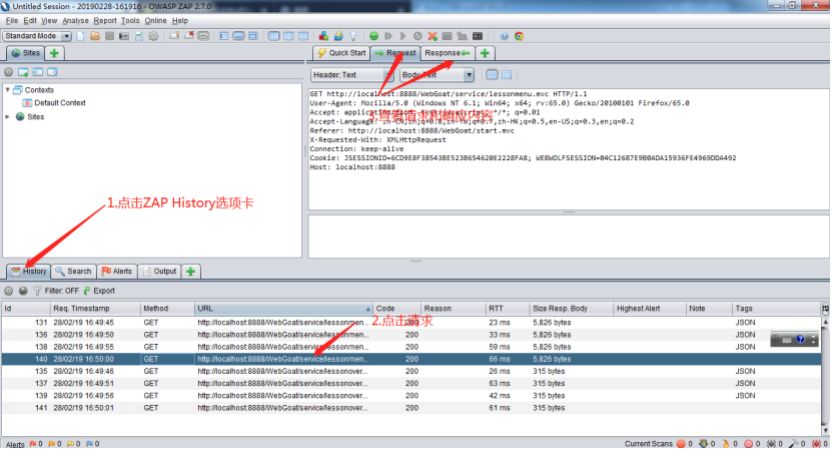 Untitled Session - 20190228-161916 - OWASP ZAP 2.7.0
File Edit View Analyse Report Tools Online Help
Standard Mode
Sites
Quick Start Request Response
Header: Text Body: Text
Contexts
Default Context
Sites
GET http://localhost:8888/WebGoat/service/lessonmenu.mvc HTTP/1.1
User-Agent: Mozilla/5.0 (Windows NT 6.1; Win64; x64; rv:65.0) Gecko/20100101 Firefox/65.0
Accept: application/json, text/javascript, */*; q=0.01
3.查看请求和响应内容
Accept-Language: zh-CN,zh;q=0.8,zh-TW;q=0.7,zh-HK;q=0.5,en-US;q=0.3,en;q=0.2
Referer: http://localhost:8888/WebGoat/start.mvc
X-Requested-With: XMLHttpRequest
Connection: keep-alive
Cookie: JSESSIONID=6CD9E8F38543BE523B654620E2228FA8; WEBWOLFSESSION=04C12687E9B0ADA15936FE4969DDA492
Host: localhost:8888
1.点击ZAP History选项卡
History Search Alerts Output
Filter: OFF Export
Id Req. Timestamp Method URL Code Reason RTT Size Resp. Body Highest Alert Note Tags
2.点击请求
131 28/02/19 16:49:45 GET http://localhost:8888/WebGoat/service/lessonmen... 200 23 ms 5,826 bytes JSON
136 28/02/19 16:49:50 GET http://localhost:8888/WebGoat/service/lessonmen... 200 33 ms 5,826 bytes JSON
138 28/02/19 16:49:55 GET http://localhost:8888/WebGoat/service/lessonmen... 200 59 ms 5,826 bytes JSON
140 28/02/19 16:50:00 GET http://localhost:8888/WebGoat/service/lessonmen... 200 66 ms 5,826 bytes
135 28/02/19 16:49:46 GET http://localhost:8888/WebGoat/service/lessonover... 200 26 ms 315 bytes JSON
137 28/02/19 16:49:51 GET http://localhost:8888/WebGoat/service/lessonover... 200 63 ms 315 bytes JSON
139 28/02/19 16:49:56 GET http://localhost:8888/WebGoat/service/lessonover... 200 42 ms 315 bytes JSON
141 28/02/19 16:50:01 GET http://localhost:8888/WebGoat/service/lessonover... 200 61 ms 315 bytes
Alerts 0 0 0 0 Current Scans 0 0 0 0 0 0 0 0